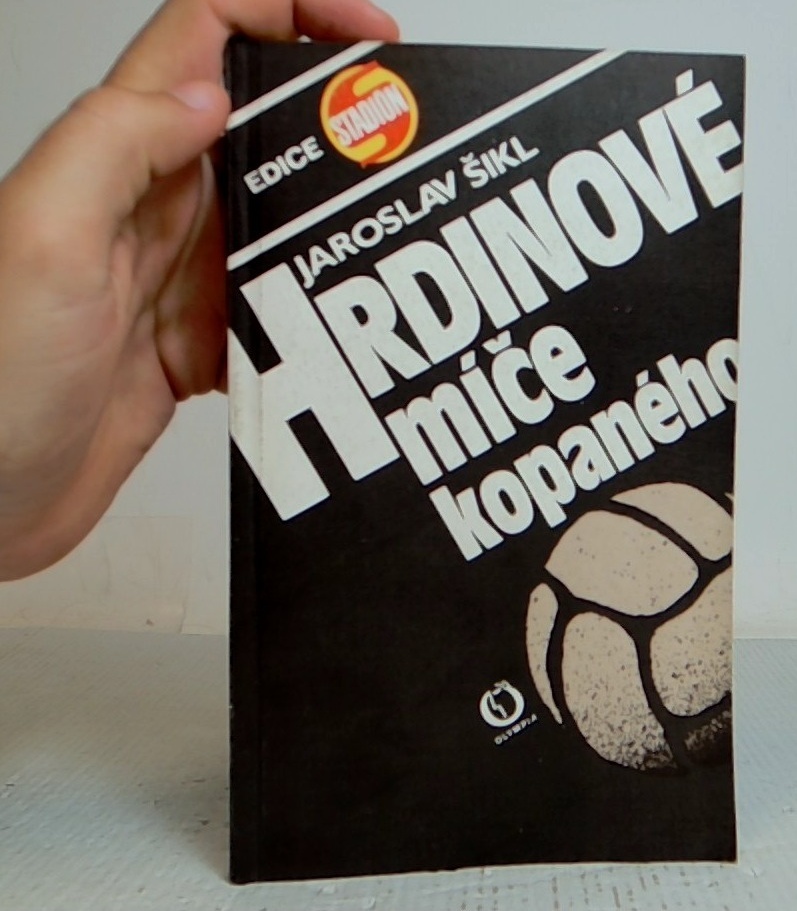 EDICE STADION
JAROSLAV ŠIKL
HRDINOVÉ
míče
kopaného
OLYMPIA